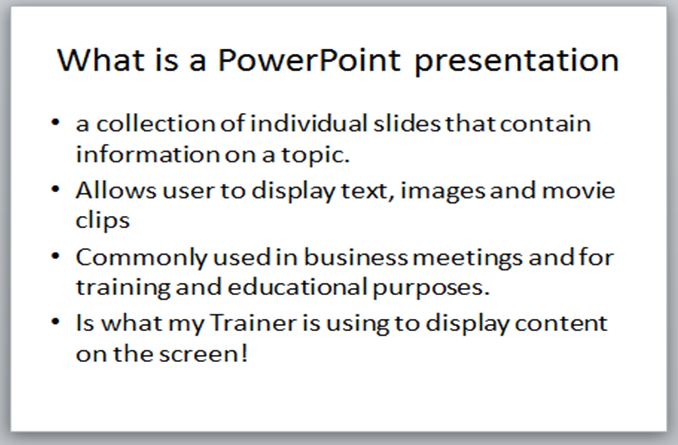 What is a PowerPoint presentation
• a collection of individual slides that contain
information on a topic.
• Allows user to display text, images and movie
clips
• Commonly used in business meetings and for
training and educational purposes.
• Is what my Trainer is using to display content
on the screen!